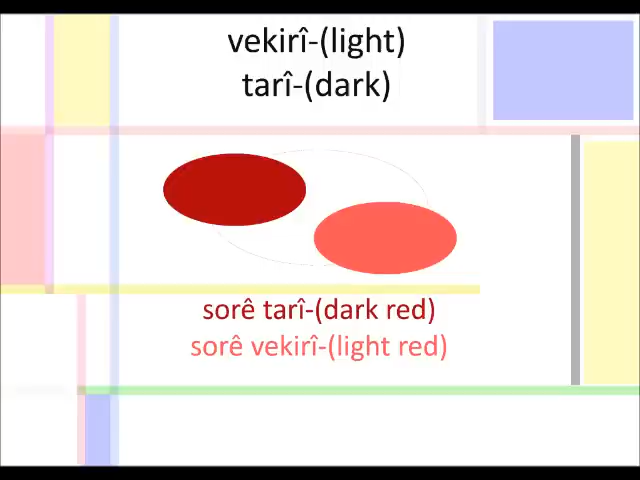 vekirî-(light)
tarî-(dark)
sorê tarî-(dark red)
sorê vekirî-(light red)